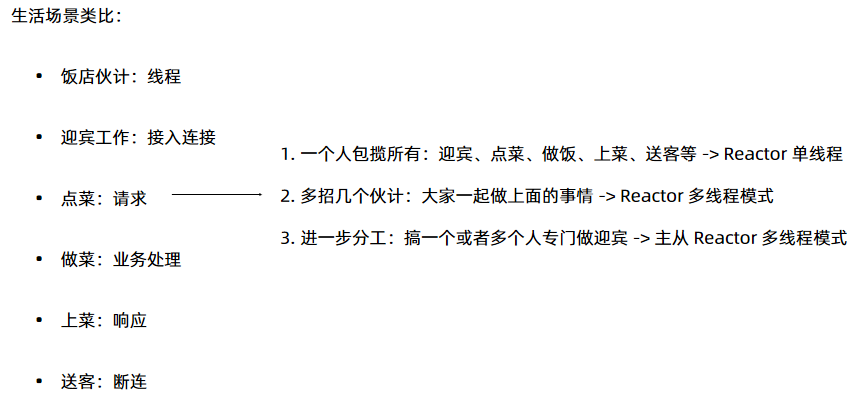 生活场景类比：
• 饭店伙计：线程
• 迎宾工作：接入连接
• 点菜：请求
• 做菜：业务处理
• 上菜：响应
• 送客：断连
1. 一个人包揽所有：迎宾、点菜、做饭、上菜、送客等 -> Reactor 单线程
2. 多招几个伙计：大家一起做上面的事情 -> Reactor 多线程模式
3. 进一步分工：搞一个或者多个人专门做迎宾 -> 主从 Reactor 多线程模式